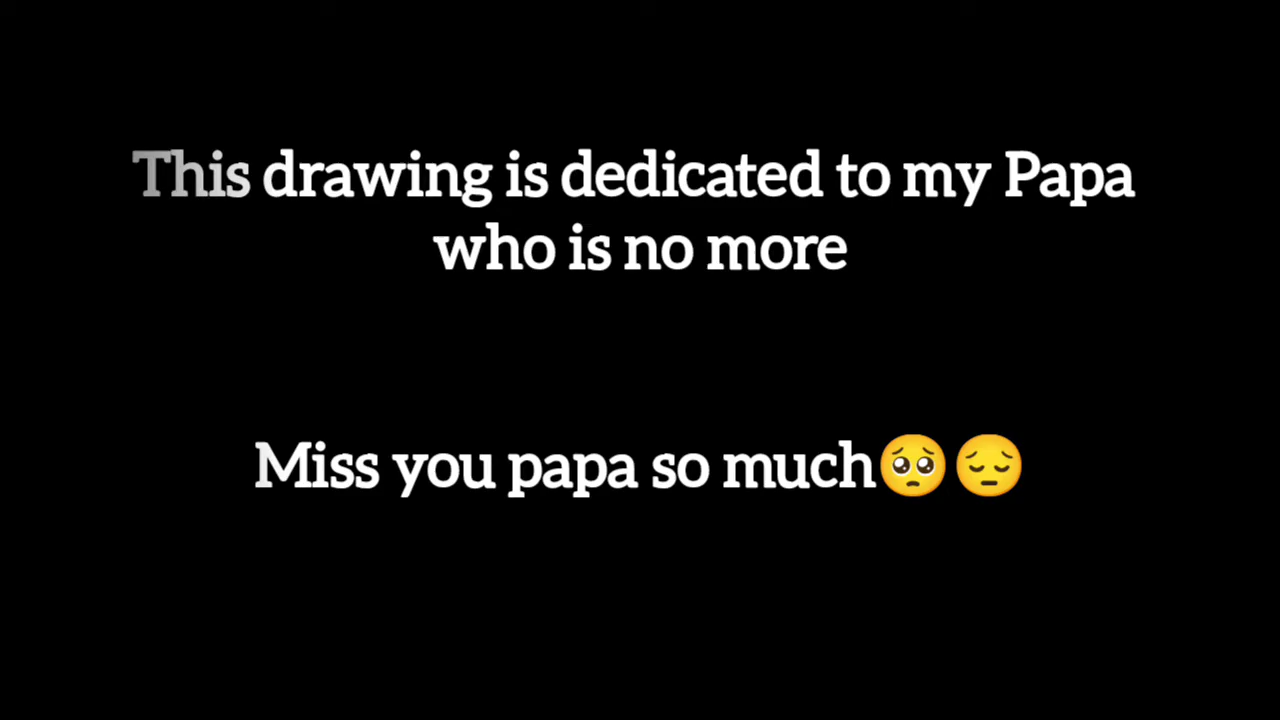 This drawing is dedicated to my Papa
who is no more
Miss you papa so much🥺😔